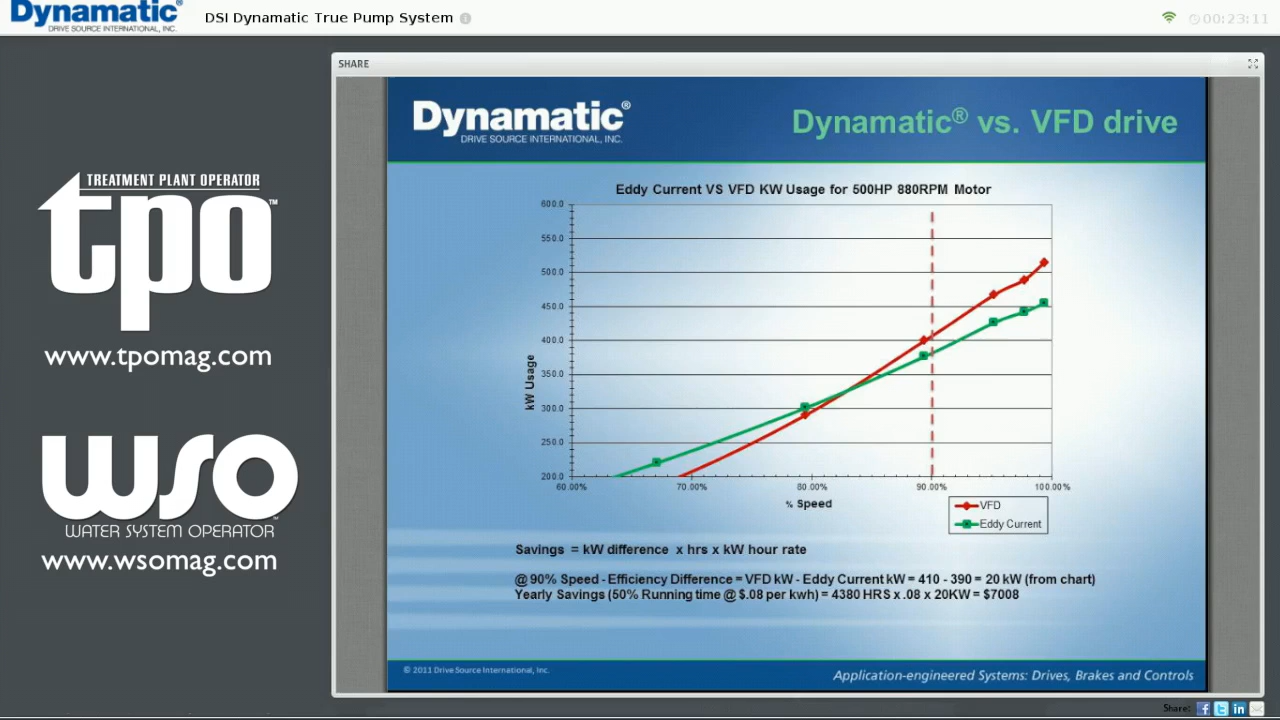 Dynamatic®
DRIVE SOURCE INTERNATIONAL, INC.
DSI Dynamatic True Pump System
00:23:11
SHARE
TREATMENT PLANT OPERATOR
tpo™
www.tpomag.com
wso
WATER SYSTEM OPERATOR
www.wsomag.com
Dynamatic®
DRIVE SOURCE INTERNATIONAL, INC.
Dynamatic® vs. VFD drive
Eddy Current VS VFD KW Usage for 500HP 880RPM Motor
600.0
550.0
500.0
450.0
400.0
350.0
300.0
250.0
200.0
kW Usage
60.00% 70.00% 80.00% 90.00% 100.00%
% Speed
VFD
Eddy Current
Savings = kW difference x hrs x kW hour rate
@ 90% Speed - Efficiency Difference = VFD kW - Eddy Current kW = 410 - 390 = 20 kW (from chart)
Yearly Savings (50% Running time @ $.08 per kwh) = 4380 HRS x .08 x 20KW = $7008
© 2011 Drive Source International, Inc.
Application-engineered Systems: Drives, Brakes and Controls
Share: